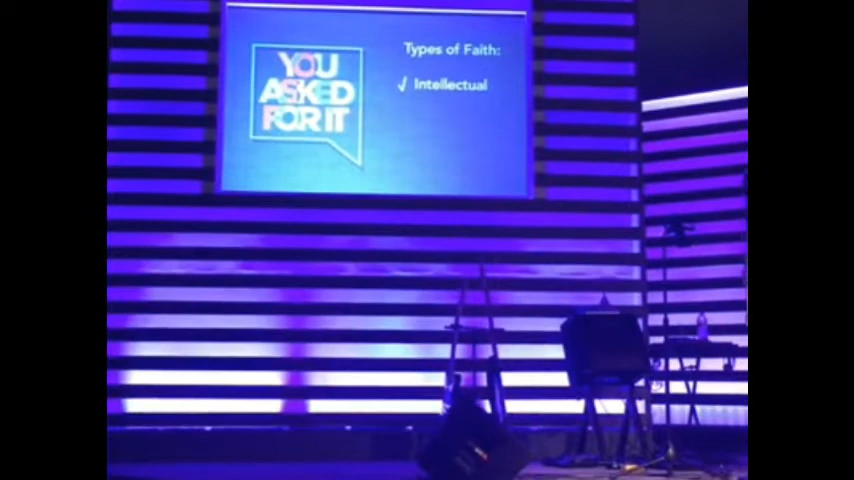 YOU
ASKED
FOR IT
Types of Faith:
√ Intellectual